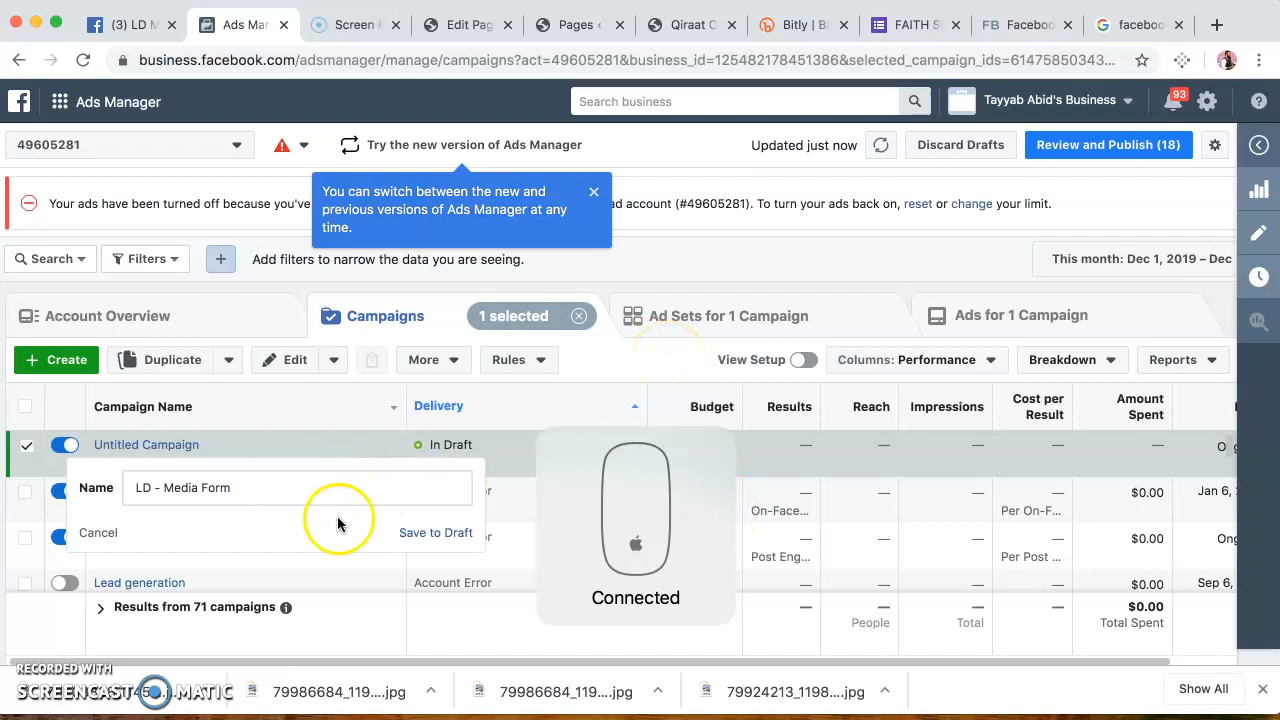 (3) LD M
Ads Mar
Screen R
Edit Pag
Pages ‹
Qiraat C
Bitly | Bi
FAITH S
FB
Facebo
facebo
business.facebook.com/adsmanager/manage/campaigns?act=49605281&business_id=125482178451386&selected_campaign_ids=61475850343...
Ads Manager
Search business
Tayyab Abid's Business
93
49605281
Try the new version of Ads Manager
Updated just now
Discard Drafts
Review and Publish (18)
You can switch between the new and
previous versions of Ads Manager at any
time.
Your ads have been turned off because you've
ad account (#49605281). To turn your ads back on, reset or change your limit.
Search
Filters
Add filters to narrow the data you are seeing.
This month: Dec 1, 2019 – Dec
Account Overview
Campaigns
1 selected
Ad Sets for 1 Campaign
Ads for 1 Campaign
+ Create
Duplicate
Edit
More
Rules
View Setup
Columns: Performance
Breakdown
Reports
Campaign Name
Delivery
Budget
Results
Reach
Impressions
Cost per
Result
Amount
Spent
Untitled Campaign
In Draft
—
—
—
—
—
Name
LD - Media Form
Cancel
Save to Draft
—
On-Face...
—
—
—
Per On-F...
$0.00
Jan 6,
—
Post Eng...
—
—
—
Per Post ...
$0.00
Lead generation
Account Error
—
—
—
—
$0.00
Sep 6,
Results from 71 campaigns
—
—
People
—
Total
—
$0.00
Total Spent
Connected
RECORDED WITH
SCREENCAST-O-MATIC
79986684_119....jpg
79986684_119....jpg
79924213_1198....jpg
Show All